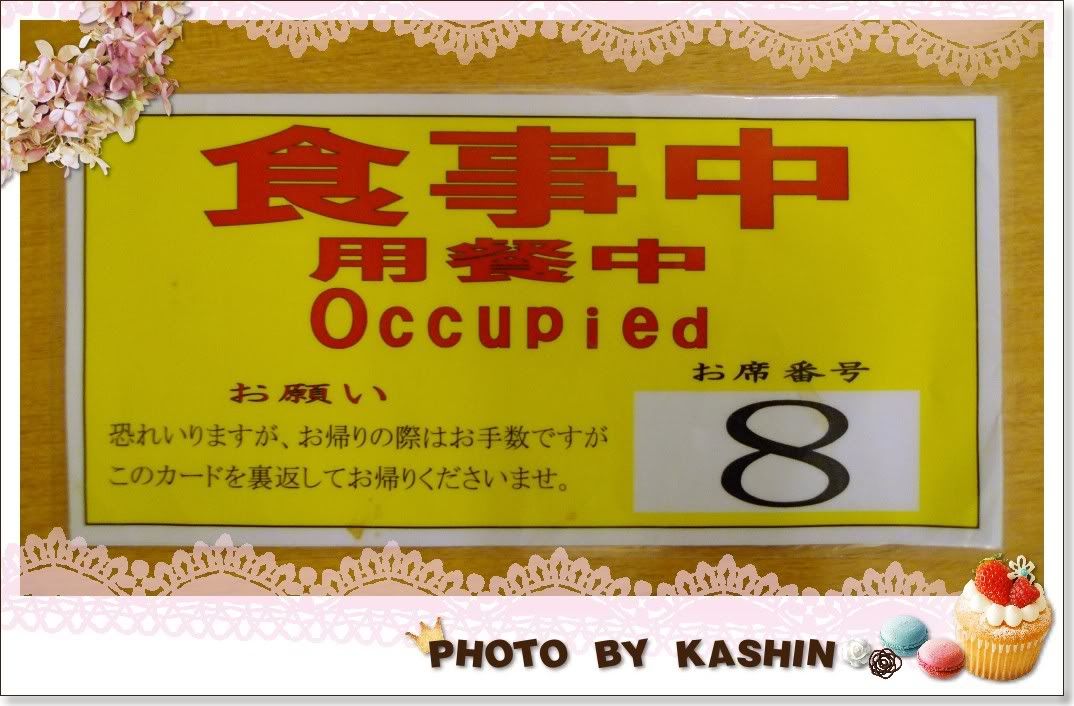 食事中
用餐中
Occupied
お席番号
8
お願い
恐れいりますが、お帰りの際はお手数ですが
このカードを裏返してお帰りくださいませ。
PHOTO BY KASHIN